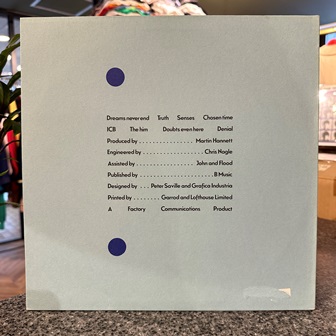 Dreams never end Truth Senses Chosen time
ICB The him Doubts even here Denial
Produced by . . . . . . . . . . . . . . . . Martin Hannett
Engineered by . . . . . . . . . . . . . . . . Chris Nagle
Assisted by . . . . . . . . . . . . . . . John and Flood
Published by . . . . . . . . . . . . . . . . . . . B Music
Designed by . . . Peter Saville and Grafica Industria
Printed by . . . . . . . . Garrod and Lofthouse Limited
A Factory Communications Product